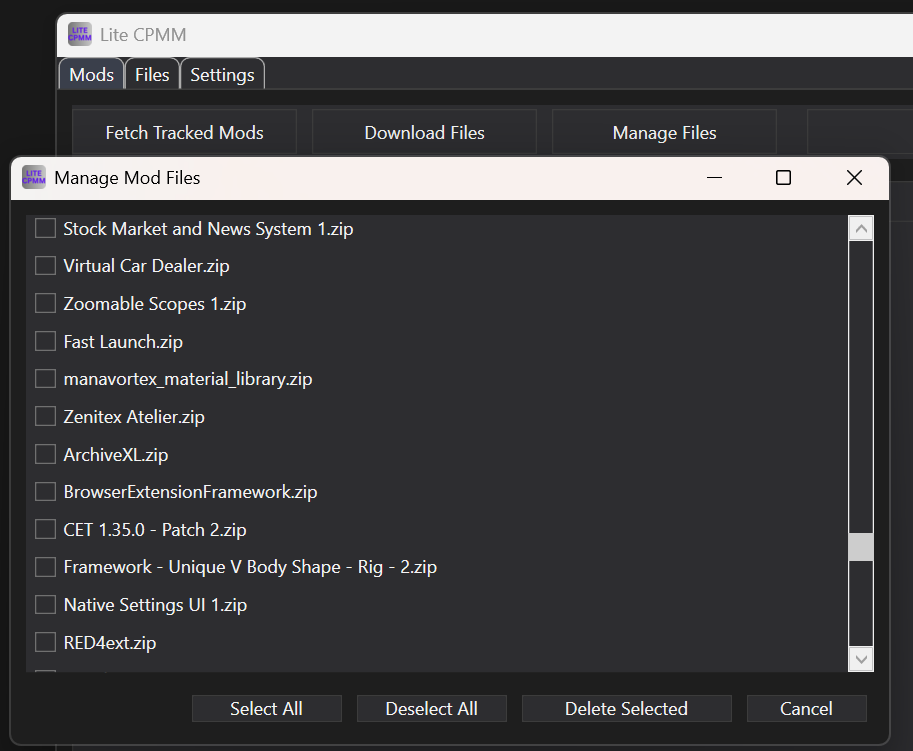 LITE
CPMM
Lite CPMM
Mods
Files
Settings
Fetch Tracked Mods
Download Files
Manage Files
LITE
CPMM
Manage Mod Files
Stock Market and News System 1.zip
Virtual Car Dealer.zip
Zoomable Scopes 1.zip
Fast Launch.zip
manavortex_material_library.zip
Zenitex Atelier.zip
ArchiveXL.zip
BrowserExtensionFramework.zip
CET 1.35.0 - Patch 2.zip
Framework - Unique V Body Shape - Rig - 2.zip
Native Settings UI 1.zip
RED4ext.zip
Select All
Deselect All
Delete Selected
Cancel